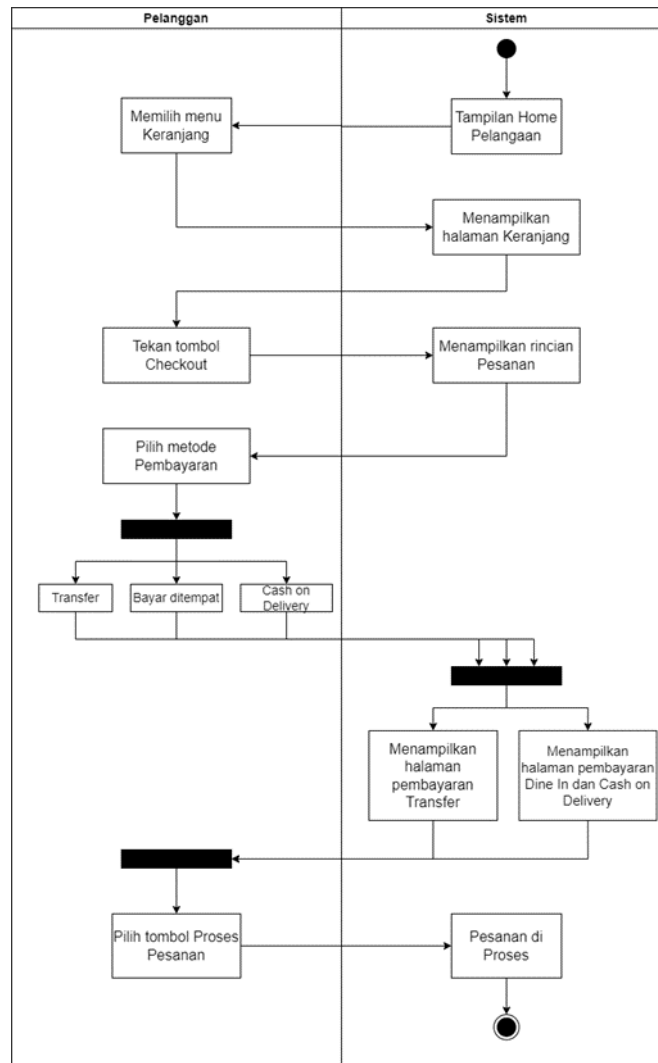 Pelanggan
Sistem
Memilih menu
Keranjang
Tampilan Home
Pelangaan
Menampilkan
halaman Keranjang
Tekan tombol
Checkout
Menampilkan rincian
Pesanan
Pilih metode
Pembayaran
Transfer
Bayar ditempat
Cash on
Delivery
Menampilkan
halaman
pembayaran
Transfer
Menampilkan
halaman pembayaran
Dine In dan Cash on
Delivery
Pilih tombol Proses
Pesanan
Pesanan di
Proses